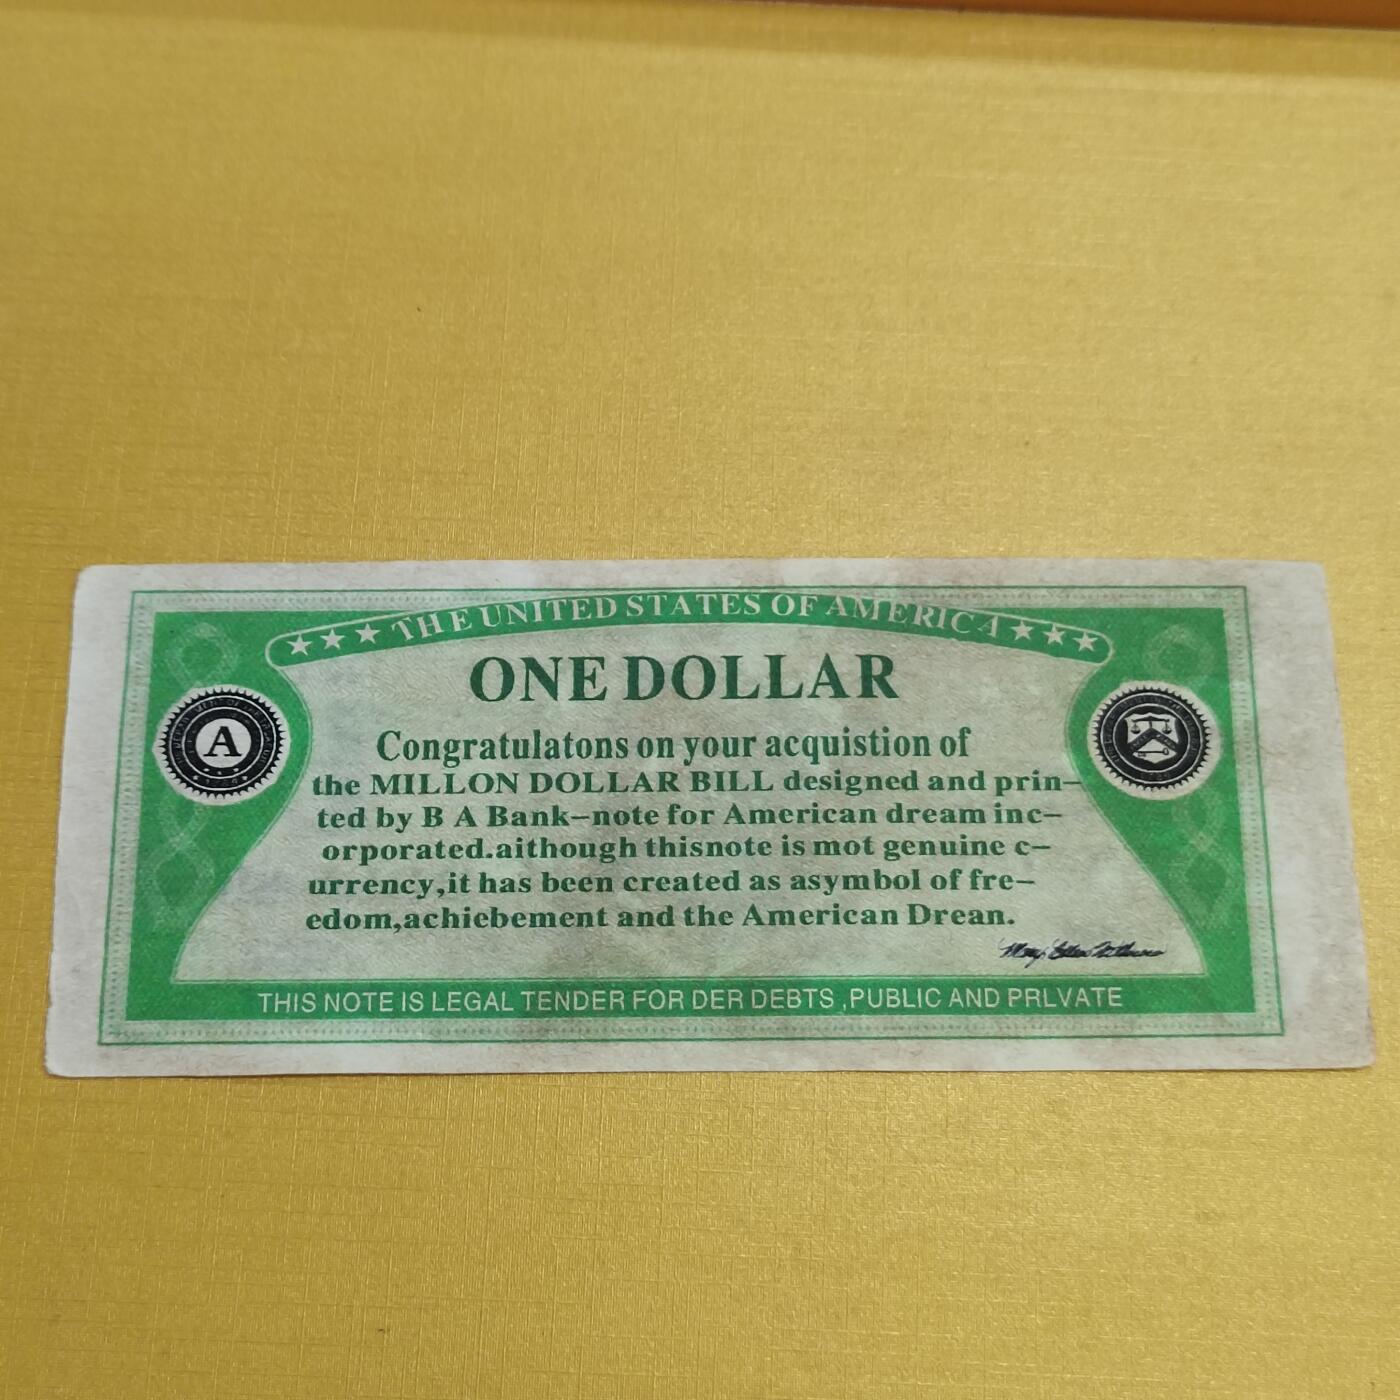 ★★★ THE UNITED STATES OF AMERICA ★★★
ONE DOLLAR
Congratulatons on your acquistion of
the MILLON DOLLAR BILL designed and prin–
ted by B A Bank–note for American dream inc–
orporated.aithough thisnote is mot genuine c–
urrency,it has been created as asymbol of fre–
edom,achiebement and the American Drean.
A
THIS NOTE IS LEGAL TENDER FOR DER DEBTS ,PUBLIC AND PRLVATE